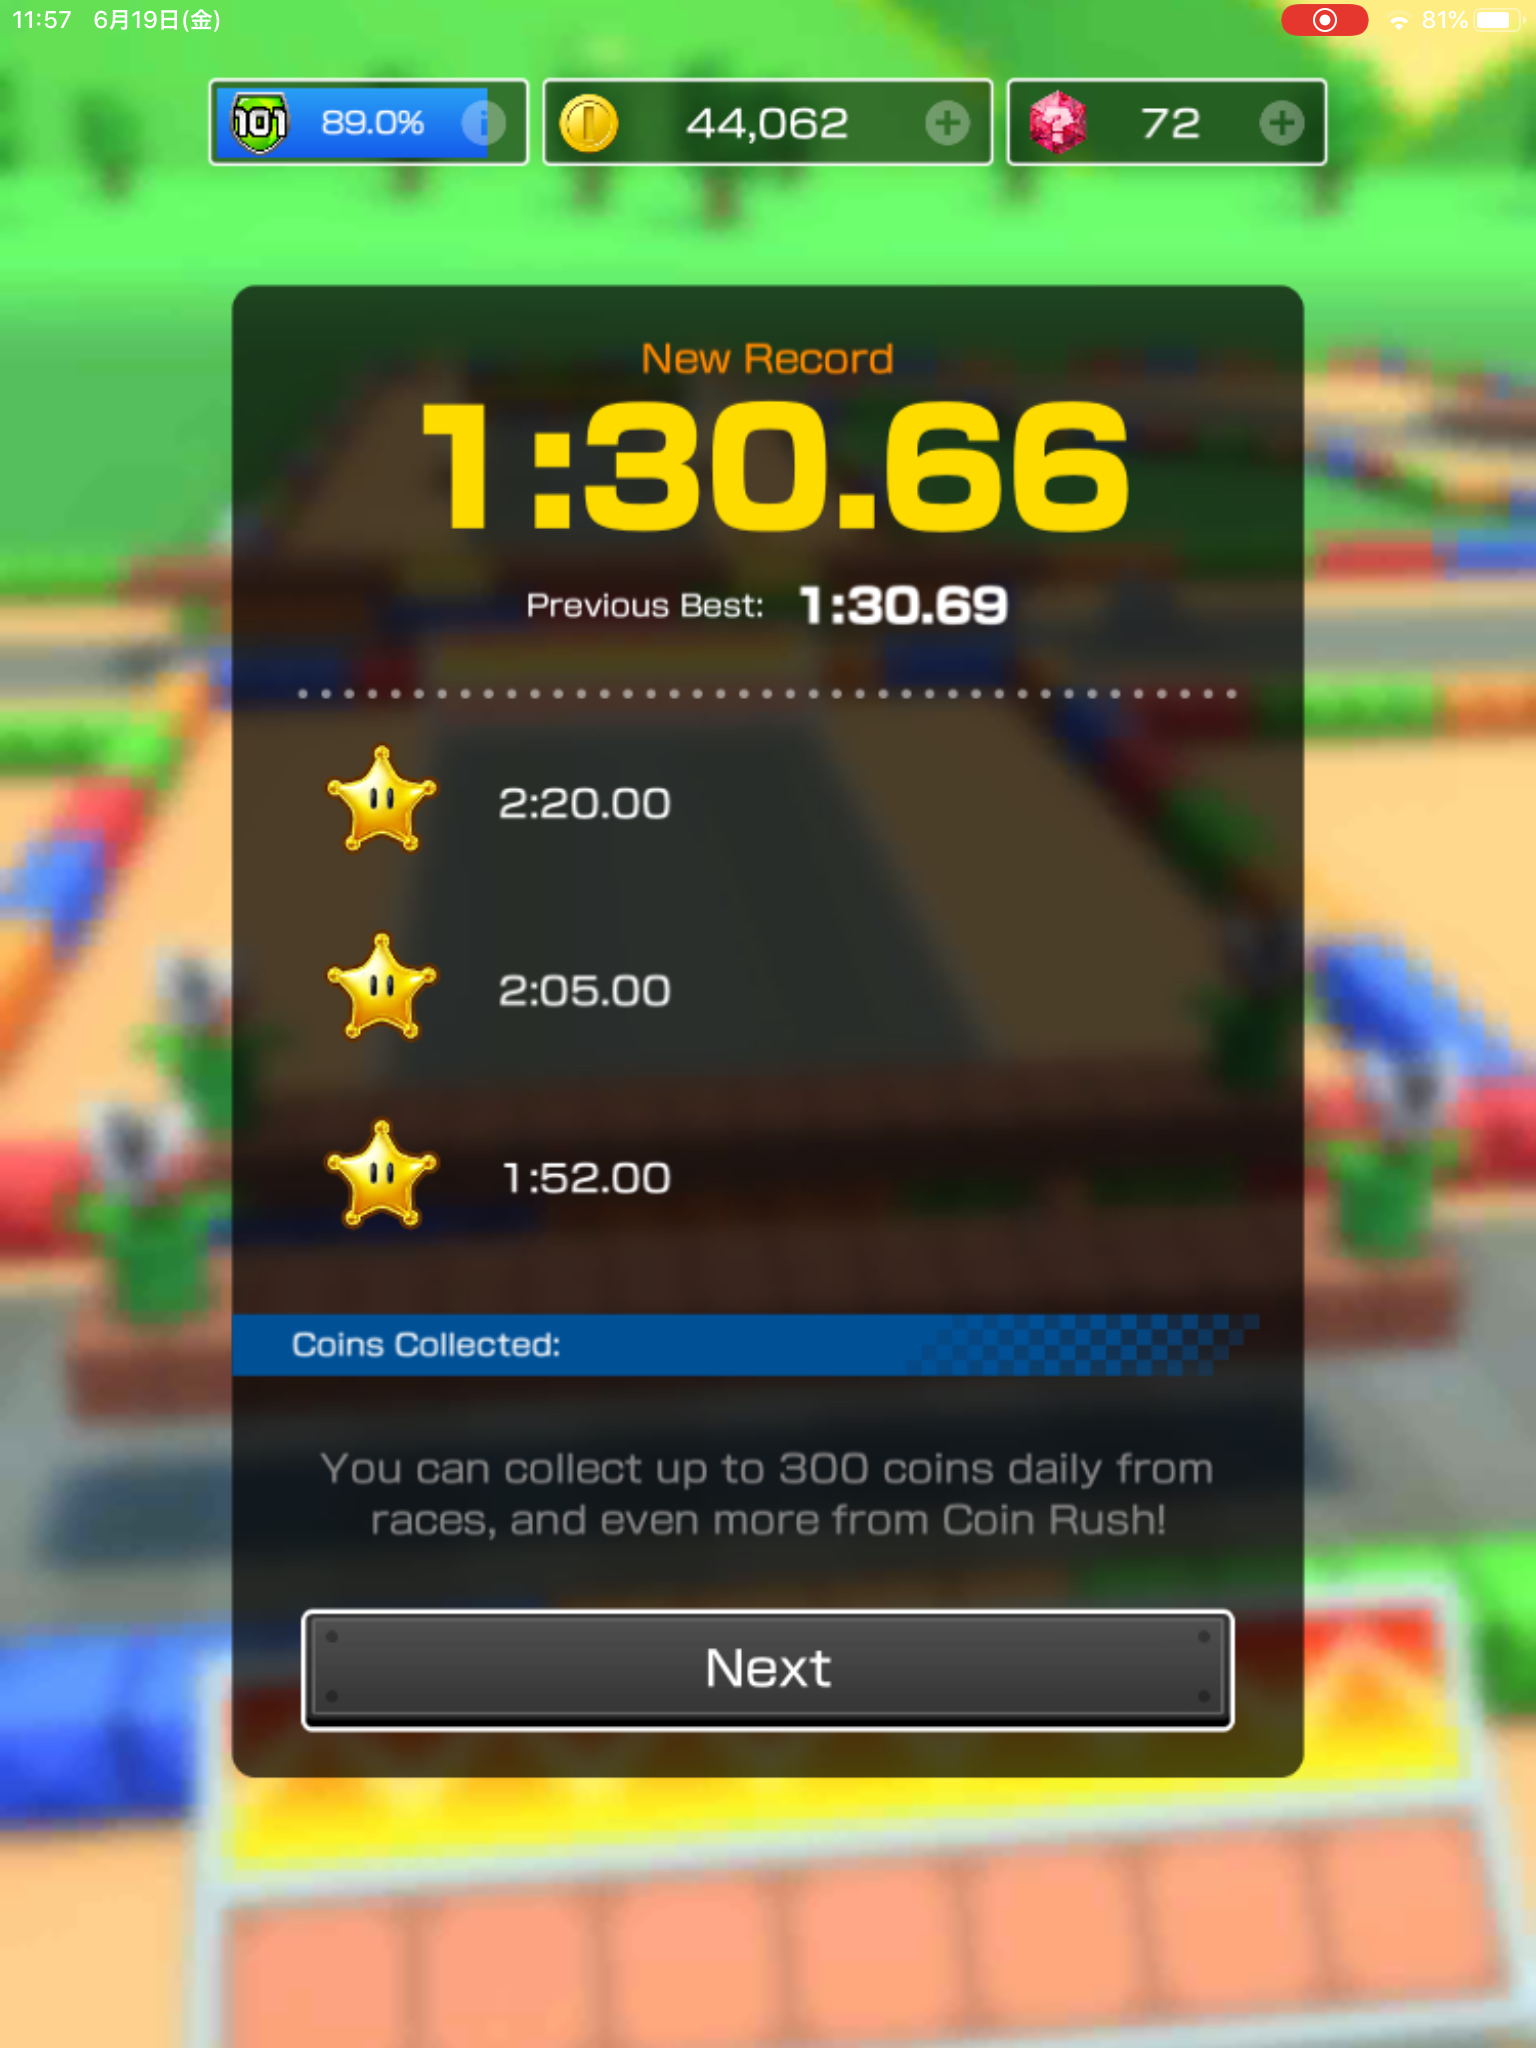 11:57 6月19日(金) 81%
101 89.0% i 44,062 + ? 72 +
New Record
1:30.66
Previous Best: 1:30.69
2:20.00
2:05.00
1:52.00
Coins Collected:
You can collect up to 300 coins daily from
races, and even more from Coin Rush!
Next